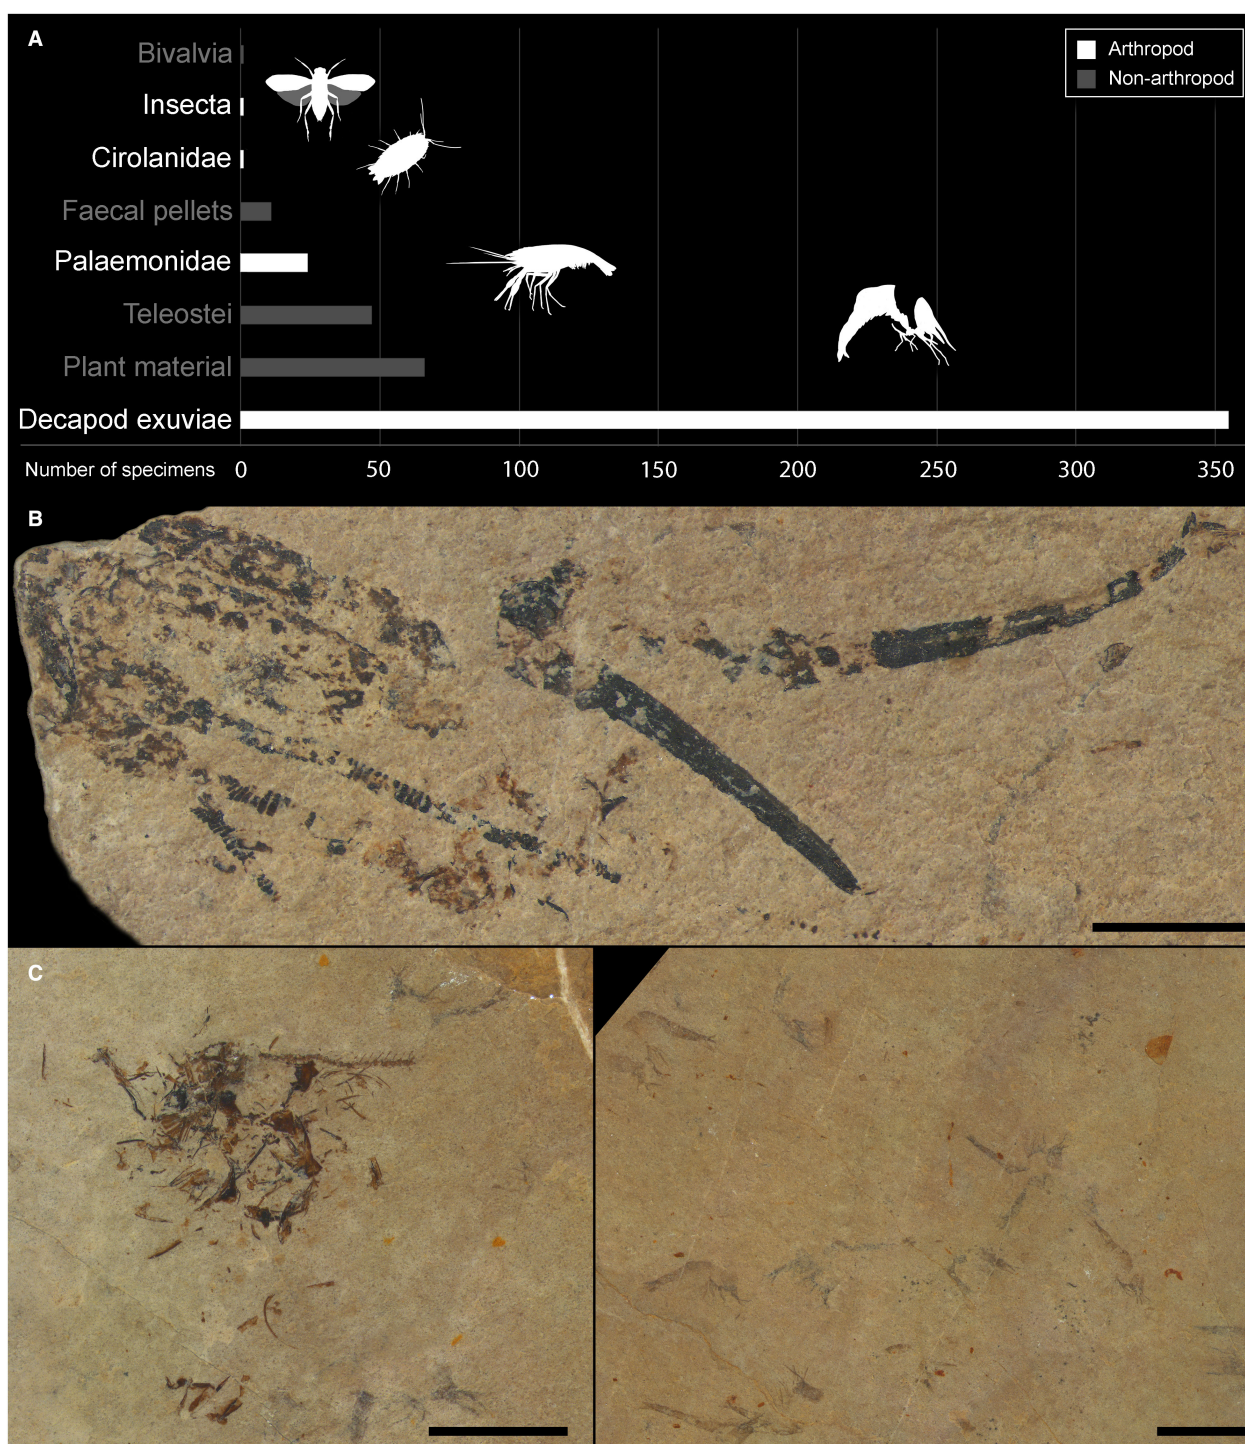 A
Arthropod
Non-arthropod
Bivalvia
Insecta
Cirolanidae
Faecal pellets
Palaemonidae
Teleostei
Plant material
Decapod exuviae
Number of specimens 0 50 100 150 200 250 300 350
B
C